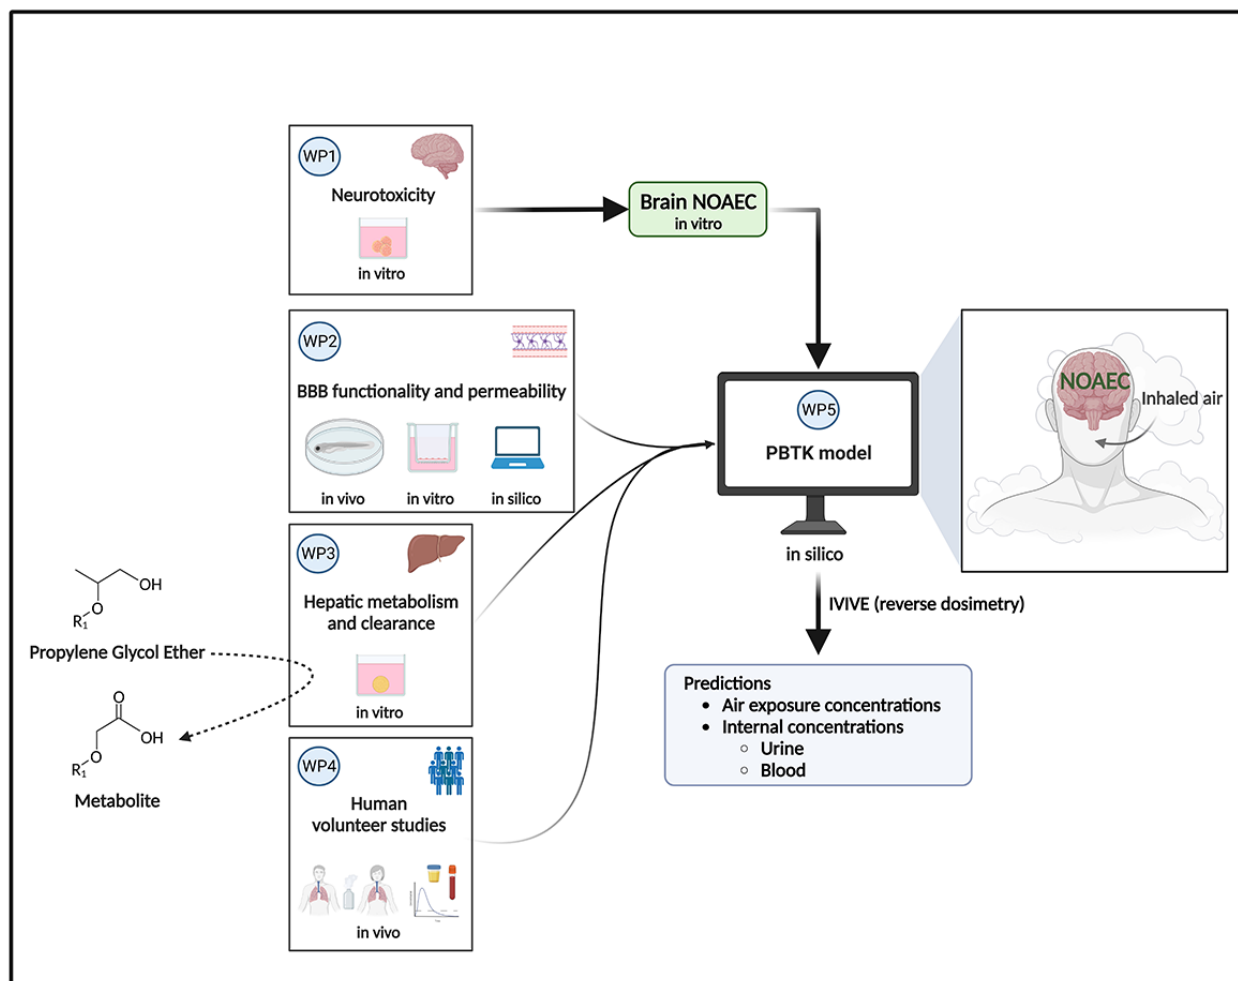 WP1
Neurotoxicity
in vitro
Brain NOAEC
in vitro
WP2
BBB functionality and permeability
in vivo
in vitro
in silico
WP3
Hepatic metabolism
and clearance
in vitro
OH
O
R1
Propylene Glycol Ether
O
OH
O
R1
Metabolite
WP4
Human
volunteer studies
in vivo
WP5
PBTK model
in silico
NOAEC
Inhaled air
IVIVE (reverse dosimetry)
Predictions
• Air exposure concentrations
• Internal concentrations
○ Urine
○ Blood